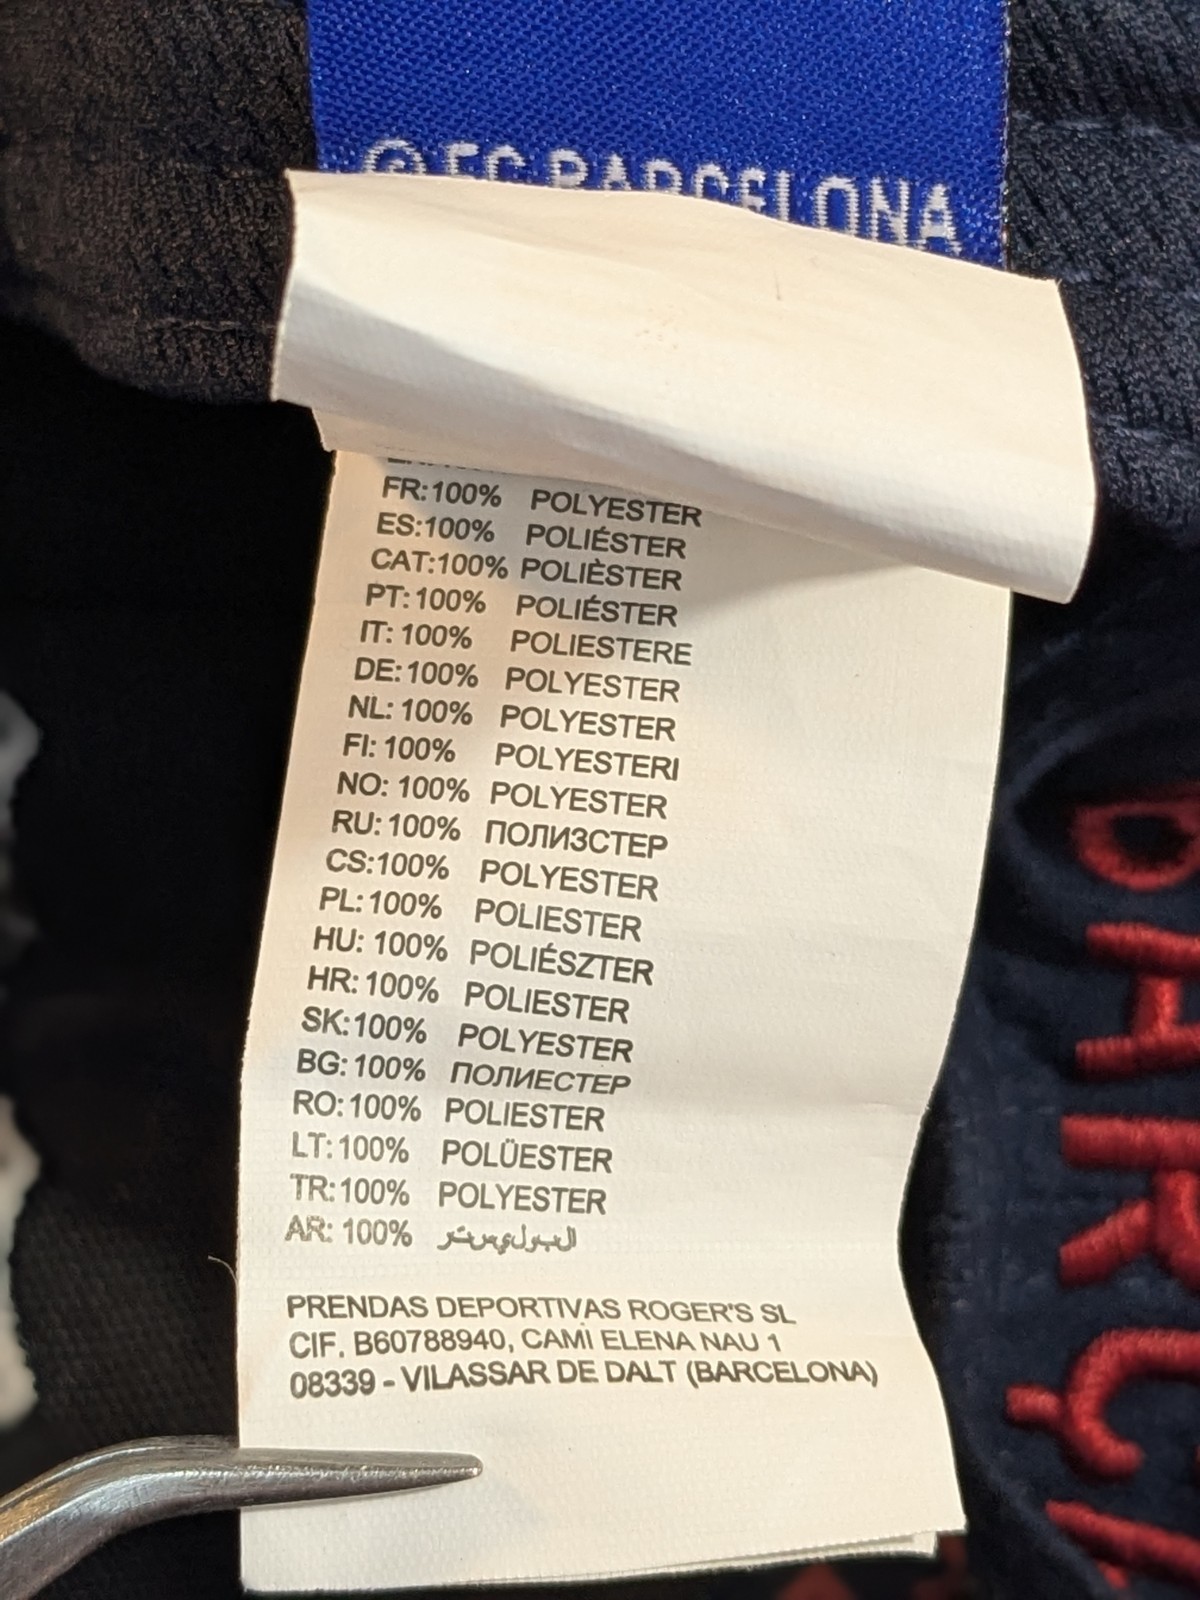 © FC BARCELONA
FR:100% POLYESTER
ES:100% POLIÉSTER
CAT:100% POLIÈSTER
PT:100% POLIÉSTER
IT: 100% POLIESTERE
DE:100% POLYESTER
NL: 100% POLYESTER
FI: 100% POLYESTERI
NO: 100% POLYESTER
RU: 100% ПОЛИЗСТЕР
CS:100% POLYESTER
PL:100% POLIESTER
HU: 100% POLIÉSZTER
HR: 100% POLIESTER
SK:100% POLYESTER
BG: 100% ПОЛИЕСТЕР
RO:100% POLIESTER
LT: 100% POLÜESTER
TR:100% POLYESTER
AR: 100% البوليستر
PRENDAS DEPORTIVAS ROGER'S SL
CIF. B60788940, CAMÍ ELENA NAU 1
08339 - VILASSAR DE DALT (BARCELONA)
BARÇA